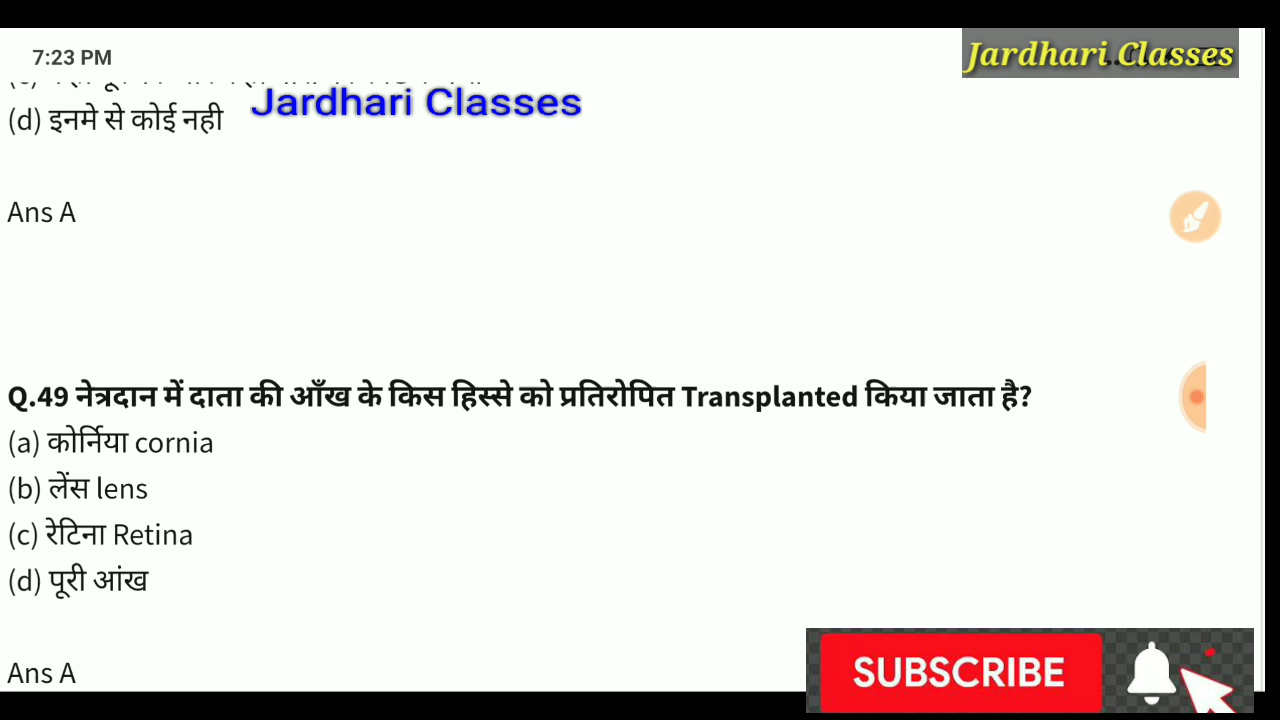 7:23 PM
Jardhari Classes
Jardhari Classes
(d) इनमे से कोई नही
Ans A
Q.49 नेत्रदान में दाता की आँख के किस हिस्से को प्रतिरोपित Transplanted किया जाता है?
(a) कोर्निया cornia
(b) लेंस lens
(c) रेटिना Retina
(d) पूरी आंख
Ans A
SUBSCRIBE